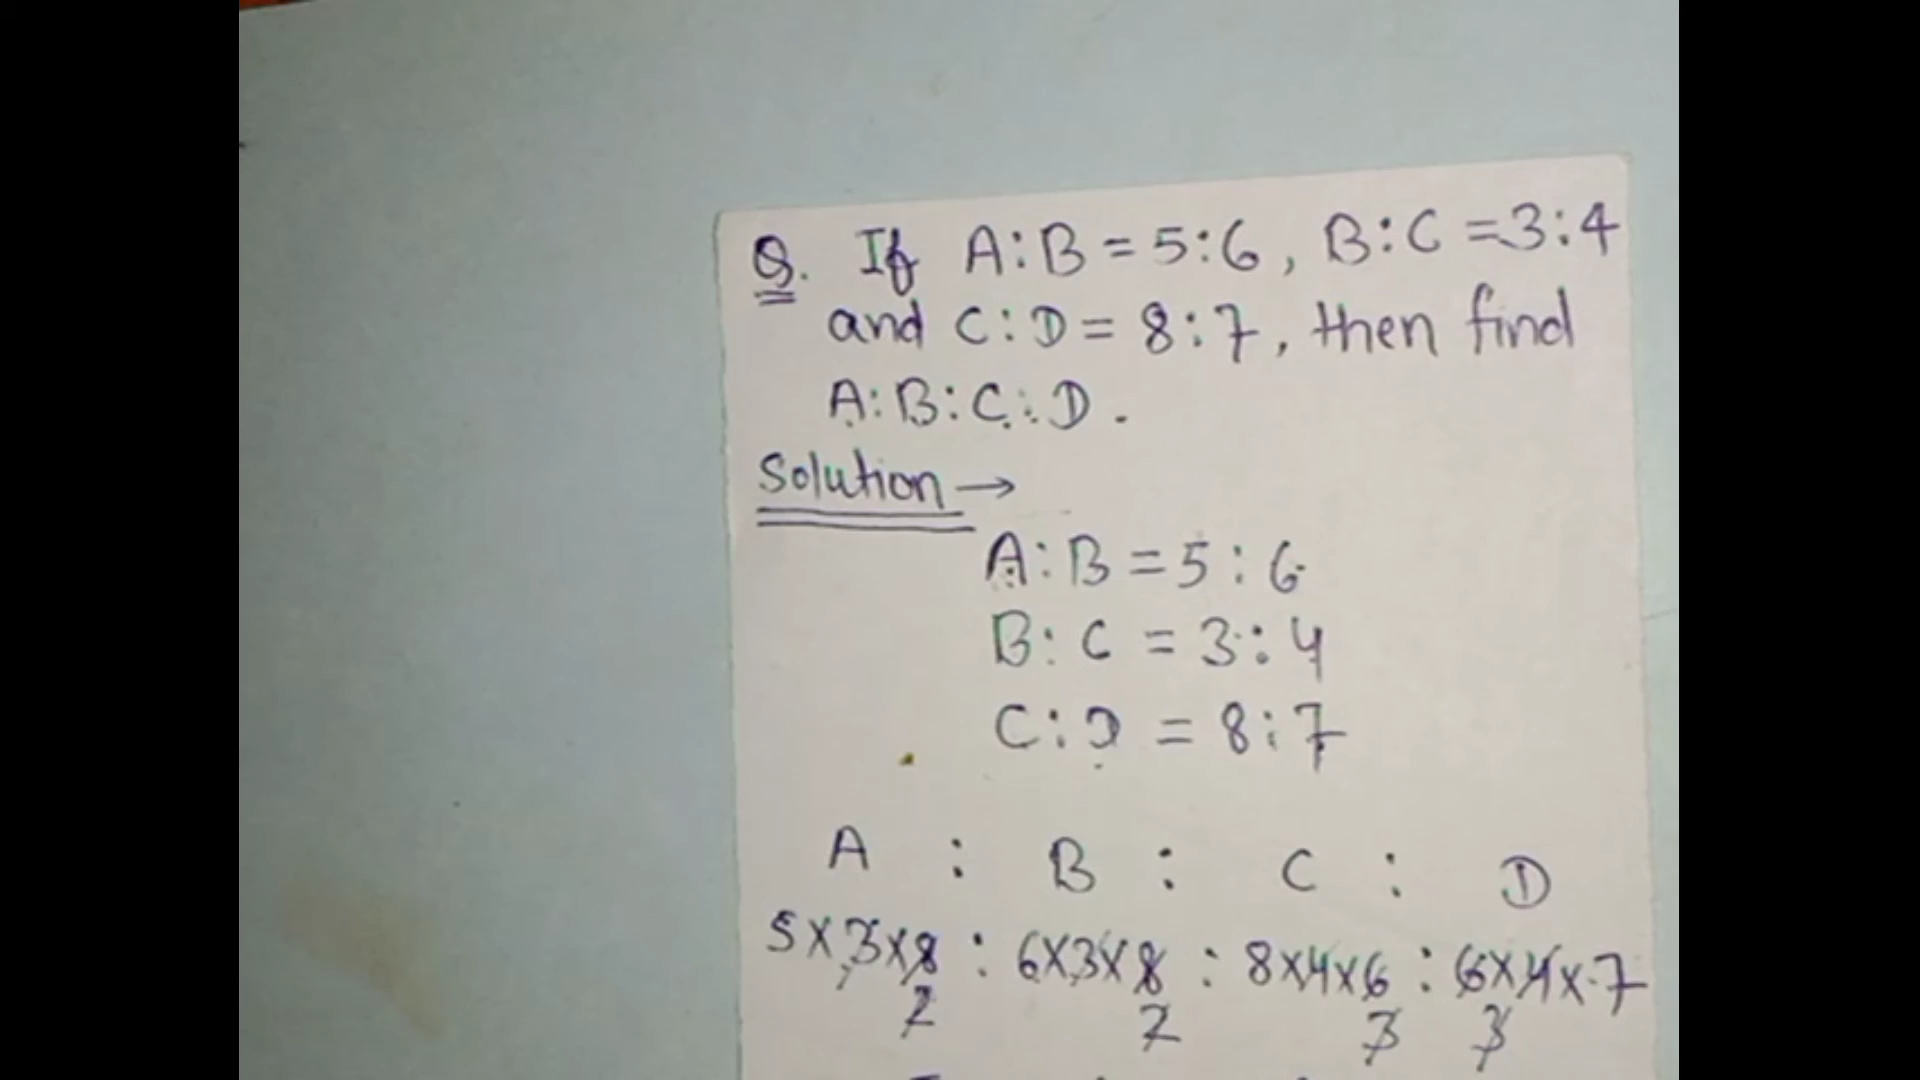 Q. If A:B = 5:6, B:C = 3:4
and C:D = 8:7, then find
A:B:C:D.
Solution →
A:B = 5:6
B:C = 3:4
C:D = 8:7
A : B : C : D
5×3×8 : 6×3×8 : 8×4×6 : 6×4×7
2 2 3 3